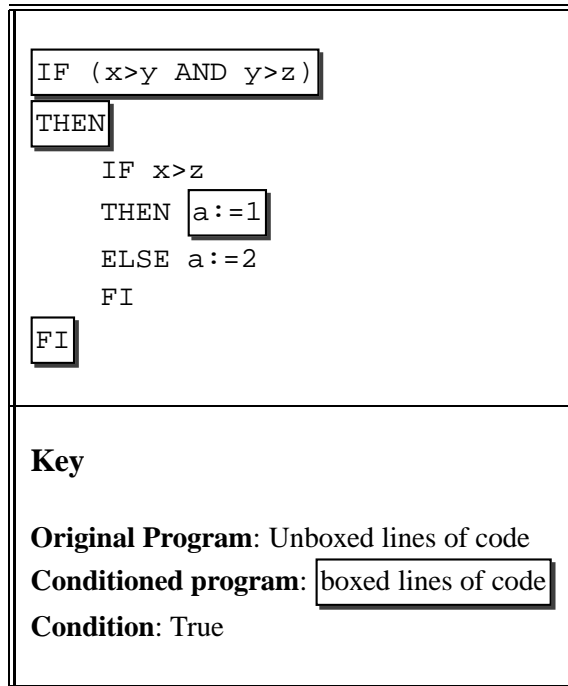 IF (x>y AND y>z)
THEN
IF x>z
THEN a:=1
ELSE a:=2
FI
FI
Key
Original Program: Unboxed lines of code
Conditioned program: boxed lines of code
Condition: True